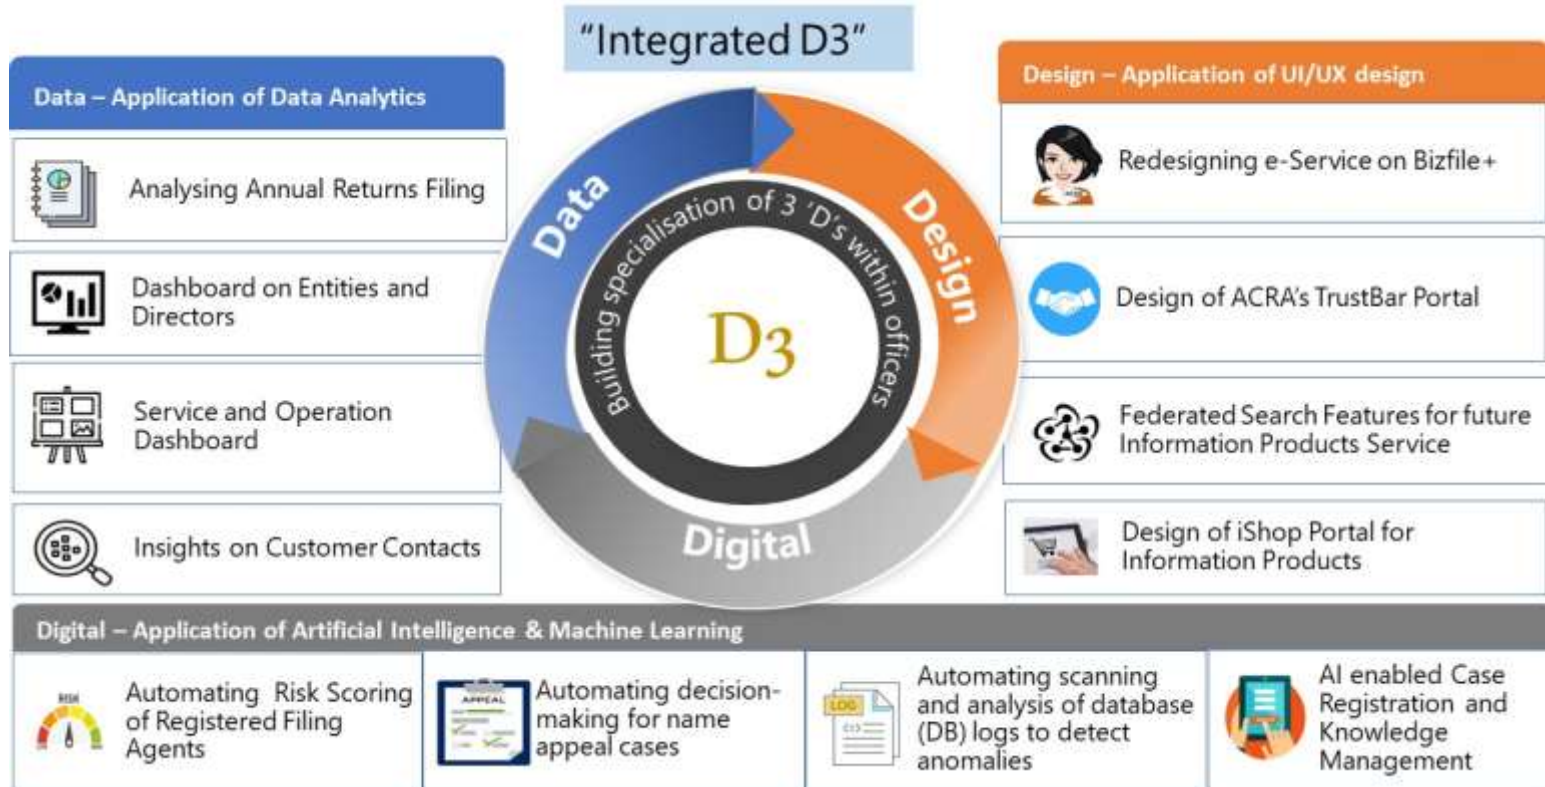 “Integrated D3”
Data – Application of Data Analytics
Analysing Annual Returns Filing
Dashboard on Entities and
Directors
Service and Operation
Dashboard
Insights on Customer Contacts
Data
Design
Digital
Building specialisation of 3 ‘D’s within officers
D3
Design – Application of UI/UX design
Redesigning e-Service on Bizfile+
Design of ACRA’s TrustBar Portal
Federated Search Features for future
Information Products Service
Design of iShop Portal for
Information Products
Digital – Application of Artificial Intelligence & Machine Learning
RISK
Automating Risk Scoring
of Registered Filing
Agents
APPEAL
Automating decision-
making for name
appeal cases
LOG
Automating scanning
and analysis of database
(DB) logs to detect
anomalies
AI enabled Case
Registration and
Knowledge
Management